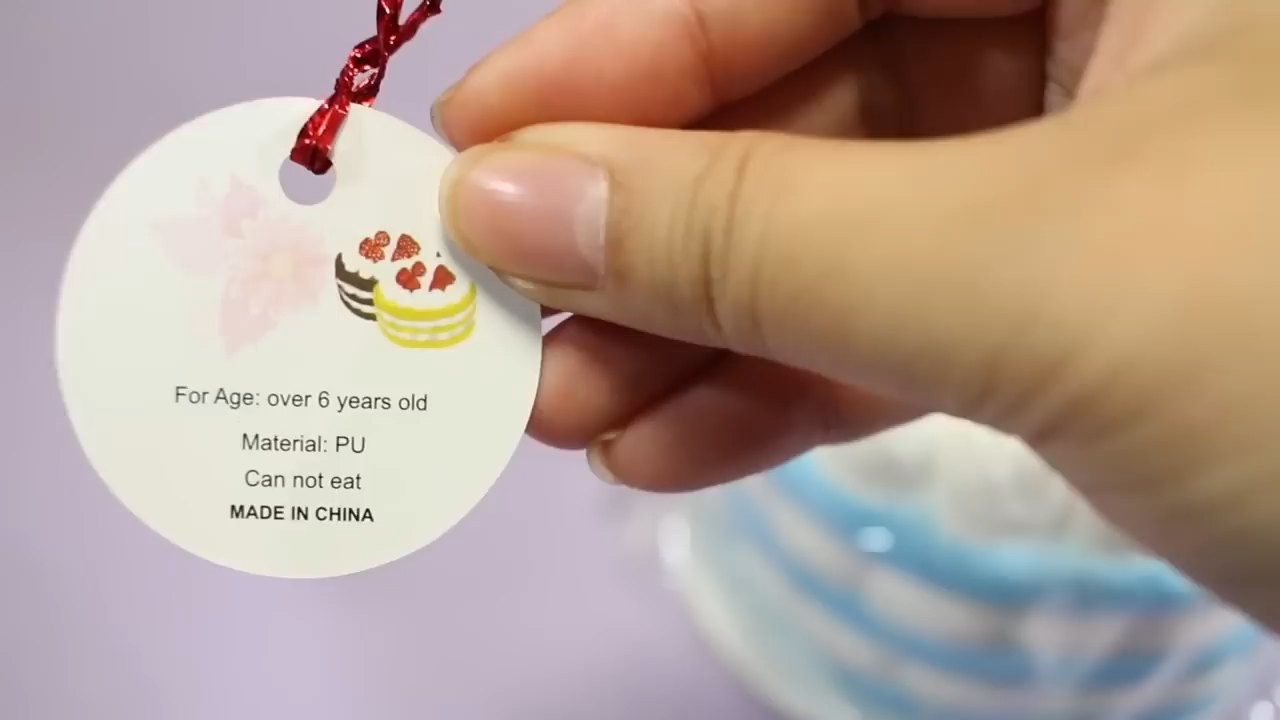 For Age: over 6 years old
Material: PU
Can not eat
MADE IN CHINA